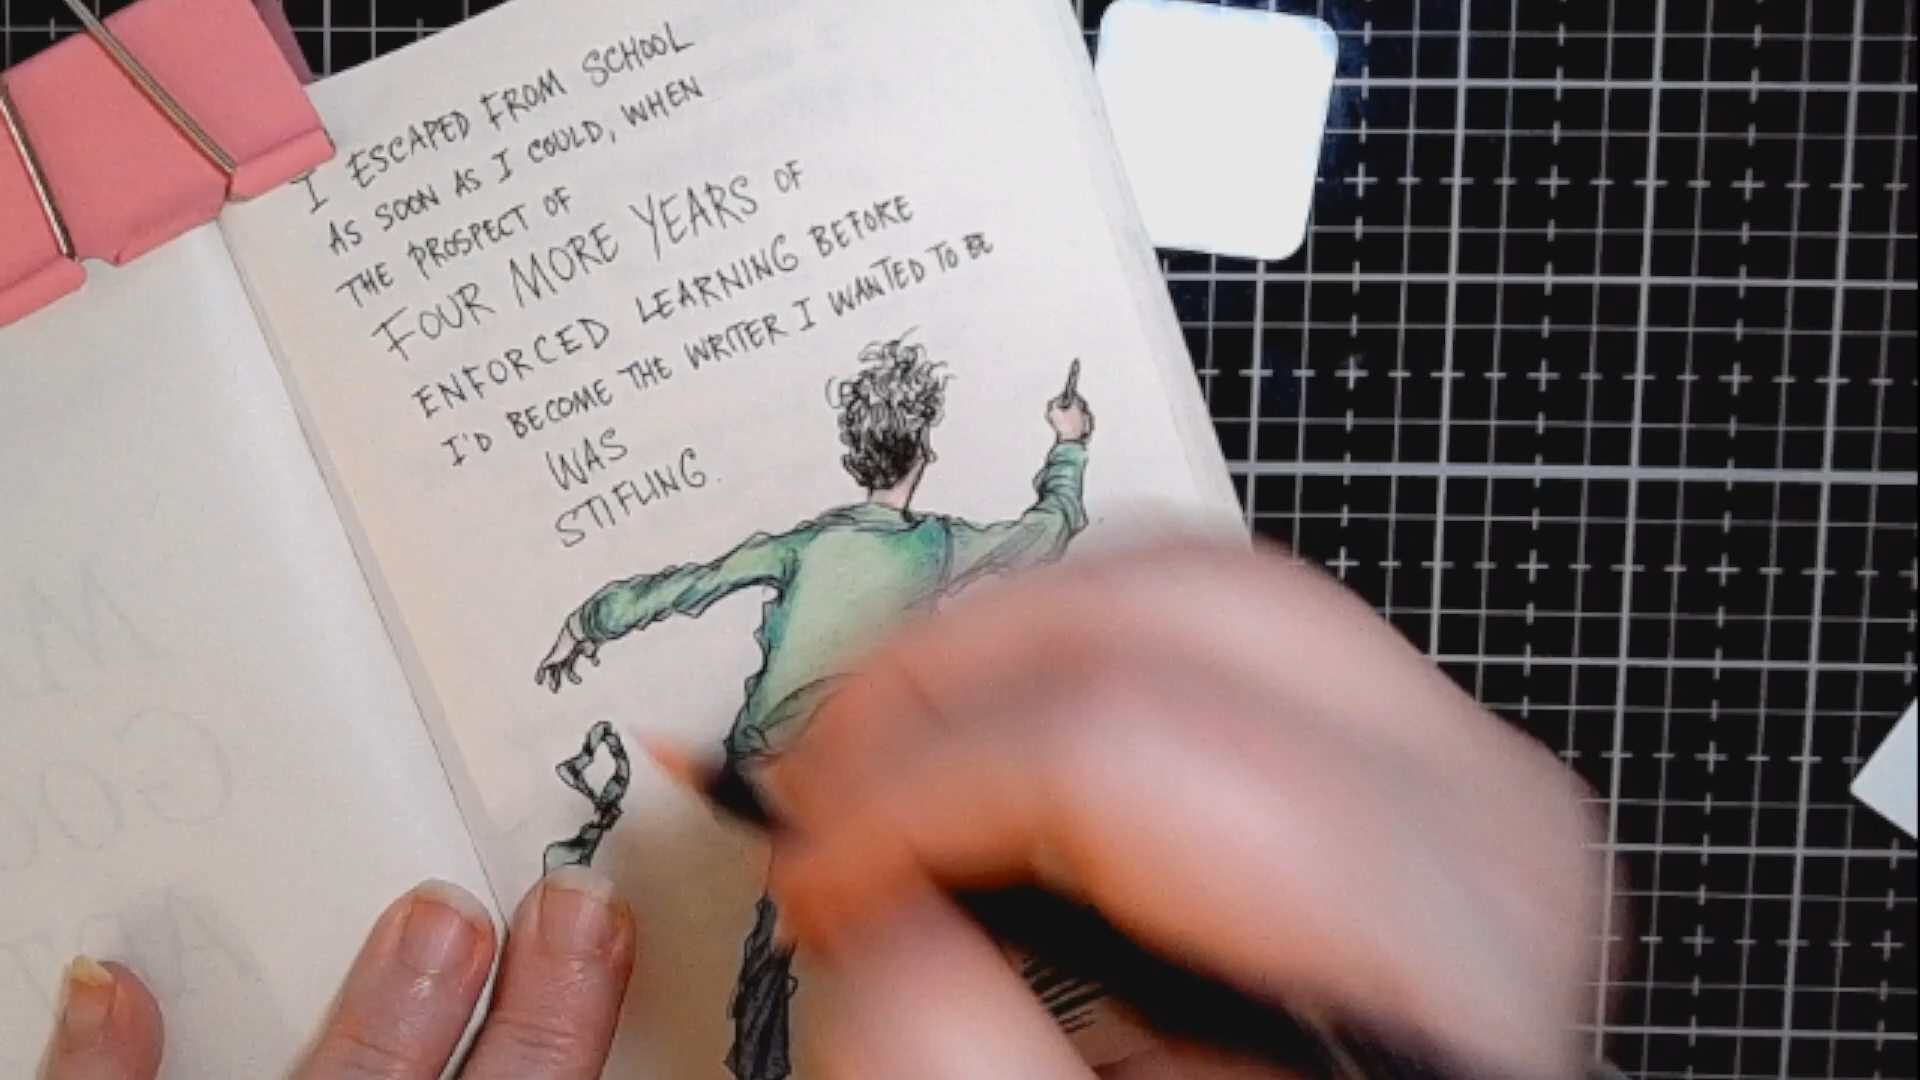 I ESCAPED FROM SCHOOL
AS SOON AS I COULD, WHEN
THE PROSPECT OF
FOUR MORE YEARS OF
ENFORCED LEARNING BEFORE
I'D BECOME THE WRITER I WANTED TO BE
WAS
STIFLING.